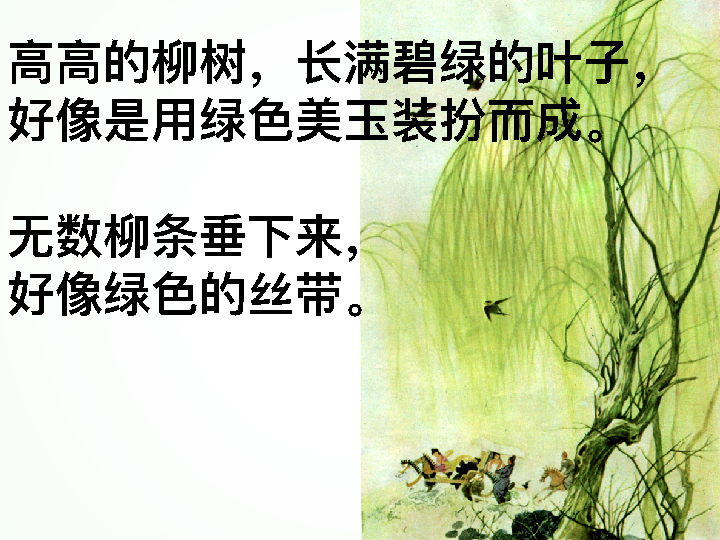 高高的柳树，长满碧绿的叶子，
好像是用绿色美玉装扮而成。
无数柳条垂下来，
好像绿色的丝带。